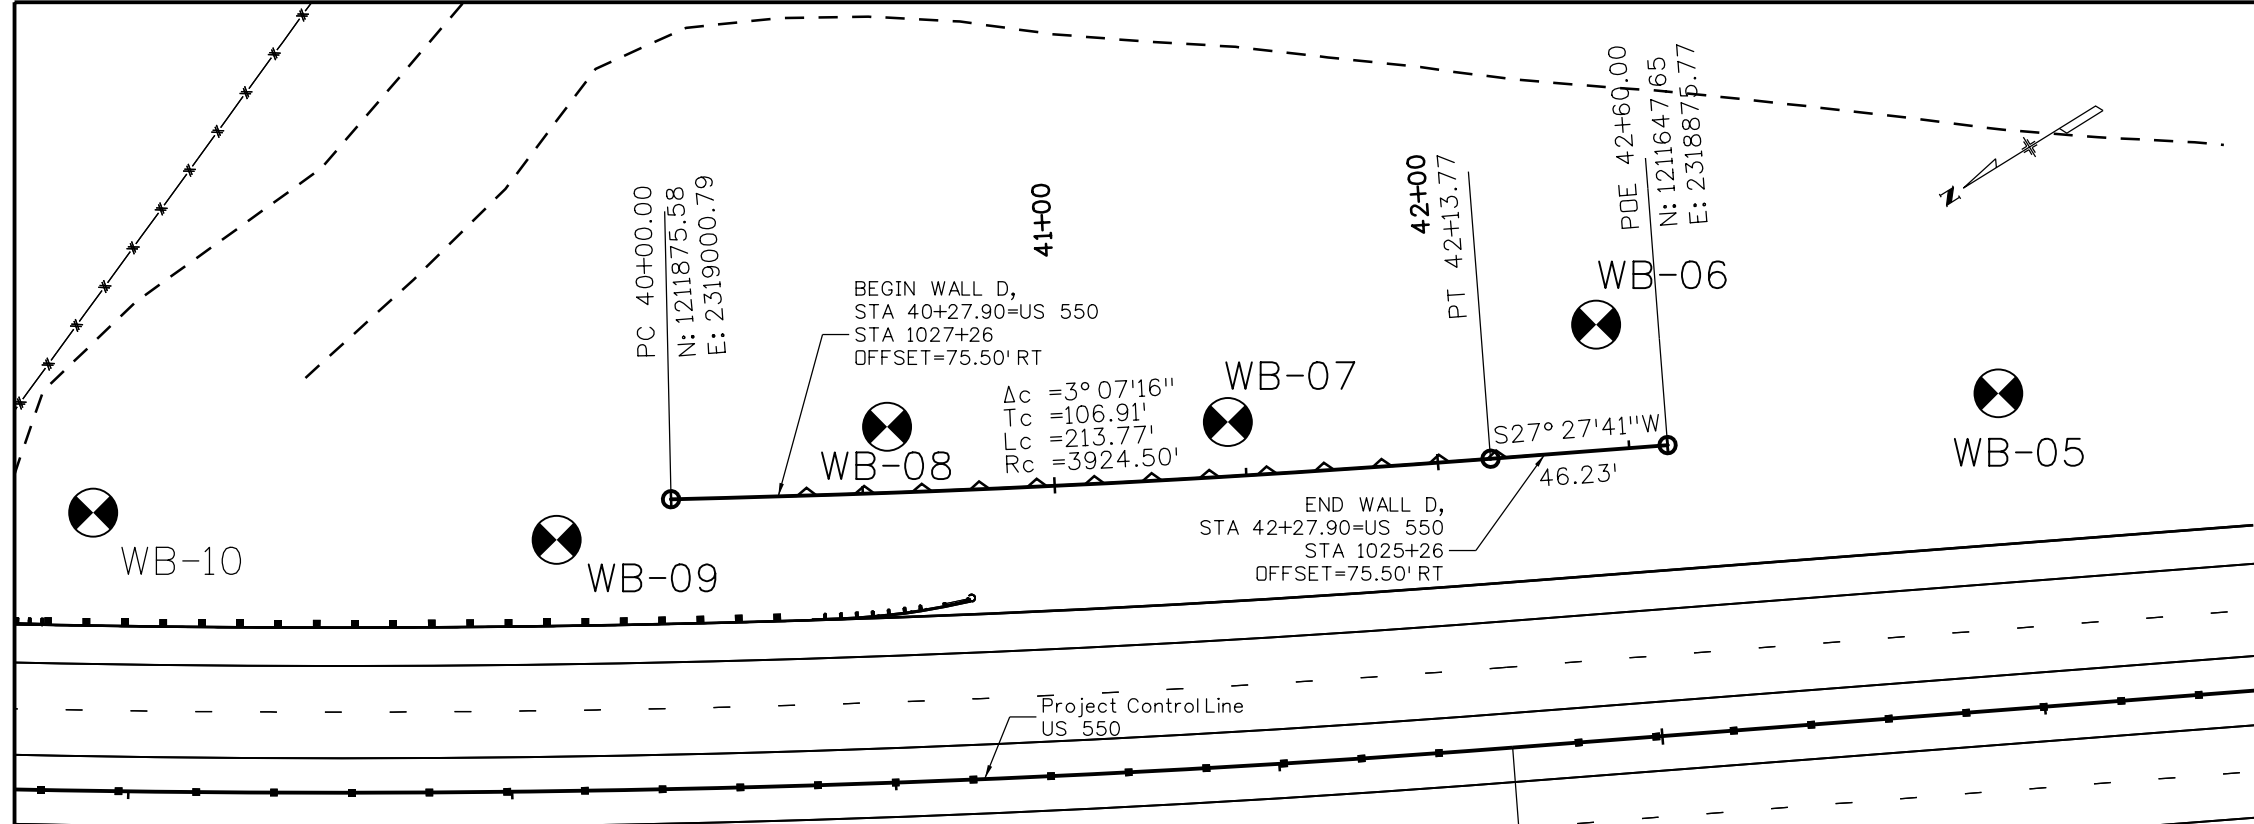 PC 40+00.00
N: 1211875.58
E: 2319000.79
41+00
42+00
PT 42+13.77
POE 42+60.00
N: 1211647.65
E: 2318875.77
N
BEGIN WALL D,
STA 40+27.90=US 550
STA 1027+26
OFFSET=75.50' RT
WB-06
WB-07
WB-08
Δc =3° 07'16"
Tc =106.91'
Lc =213.77'
Rc =3924.50'
S27° 27'41"W
46.23'
WB-05
END WALL D,
STA 42+27.90=US 550
STA 1025+26
OFFSET=75.50' RT
WB-10
WB-09
Project Control Line
US 550